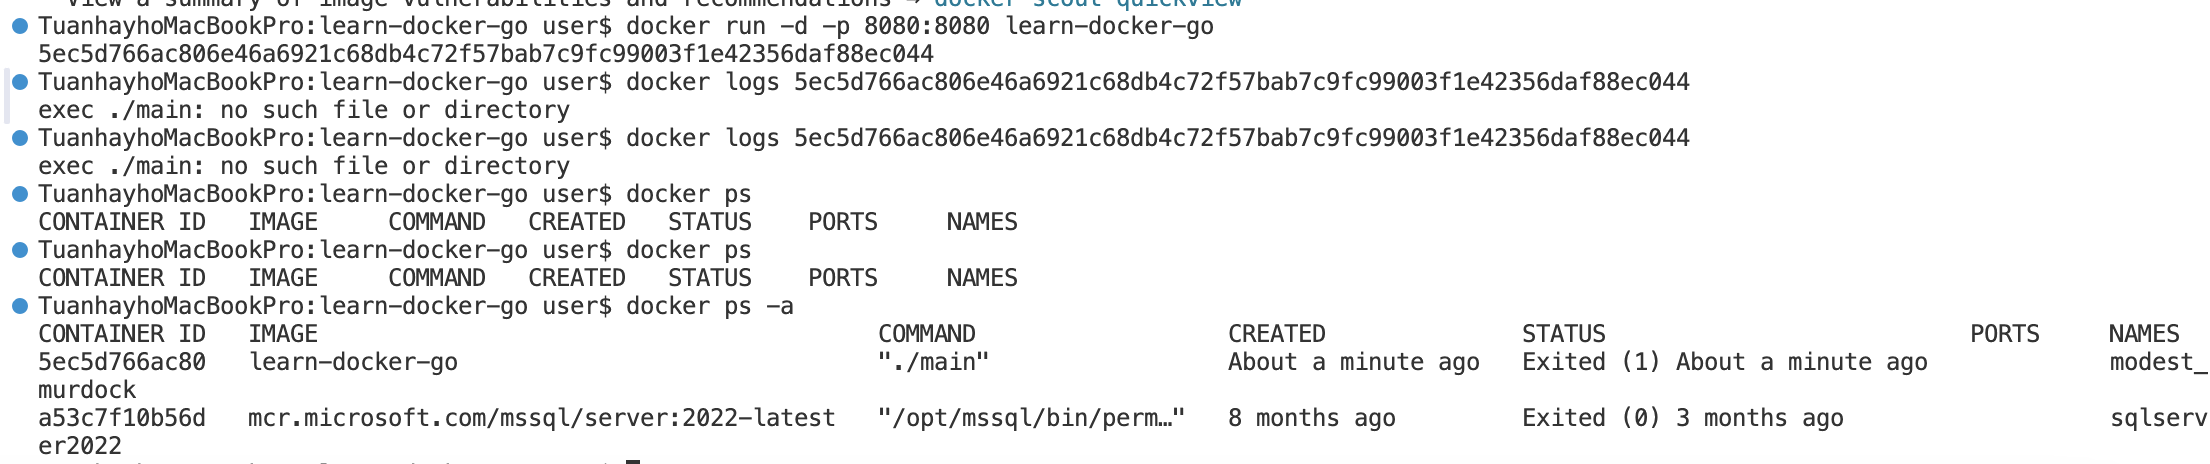 View a summary of image vulnerabilities and recommendations → docker scout quickview
TuanhayhoMacBookPro:learn-docker-go user$ docker run -d -p 8080:8080 learn-docker-go
5ec5d766ac806e46a6921c68db4c72f57bab7c9fc99003f1e42356daf88ec044
TuanhayhoMacBookPro:learn-docker-go user$ docker logs 5ec5d766ac806e46a6921c68db4c72f57bab7c9fc99003f1e42356daf88ec044
exec ./main: no such file or directory
TuanhayhoMacBookPro:learn-docker-go user$ docker logs 5ec5d766ac806e46a6921c68db4c72f57bab7c9fc99003f1e42356daf88ec044
exec ./main: no such file or directory
TuanhayhoMacBookPro:learn-docker-go user$ docker ps
CONTAINER ID   IMAGE     COMMAND   CREATED   STATUS    PORTS     NAMES
TuanhayhoMacBookPro:learn-docker-go user$ docker ps
CONTAINER ID   IMAGE     COMMAND   CREATED   STATUS    PORTS     NAMES
TuanhayhoMacBookPro:learn-docker-go user$ docker ps -a
CONTAINER ID   IMAGE                                        COMMAND                  CREATED              STATUS                          PORTS     NAMES
5ec5d766ac80   learn-docker-go                              "./main"                 About a minute ago   Exited (1) About a minute ago             modest_
murdock
a53c7f10b56d   mcr.microsoft.com/mssql/server:2022-latest   "/opt/mssql/bin/perm…"   8 months ago         Exited (0) 3 months ago                   sqlserv
er2022